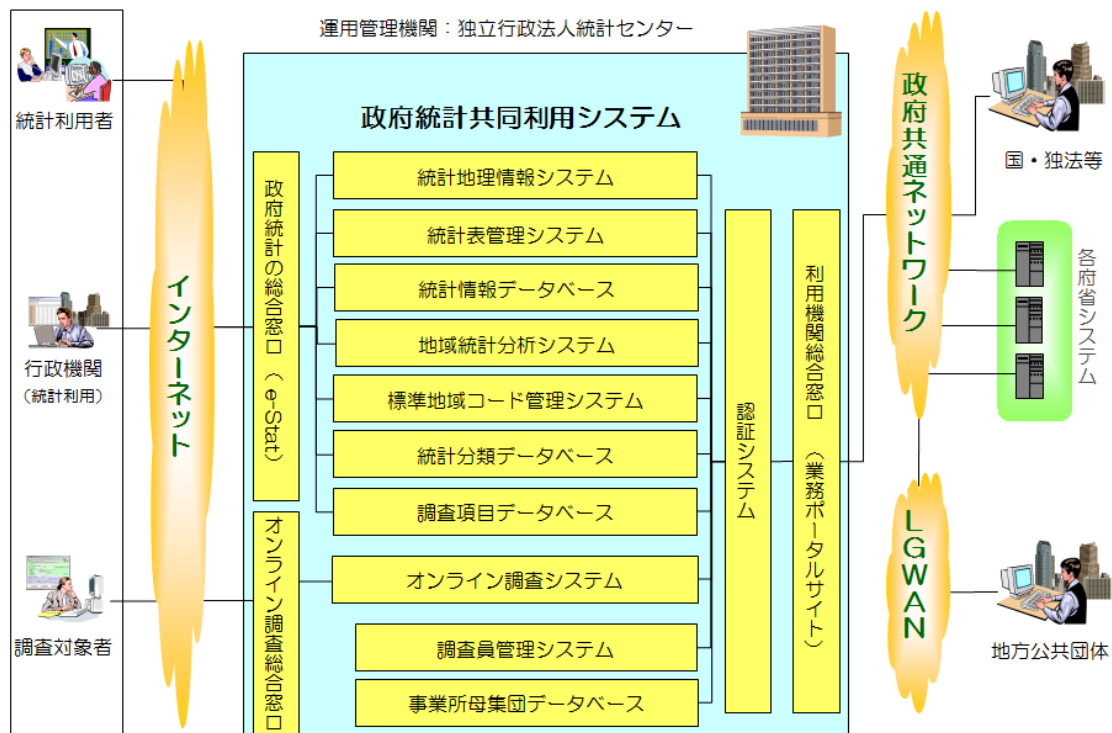 運用管理機関：独立行政法人統計センター
政府統計共同利用システム
統計利用者
行政機関
（統計利用）
調査対象者
インターネット
政府統計の総合窓口（e-Stat）
オンライン調査総合窓口
統計地理情報システム
統計表管理システム
統計情報データベース
地域統計分析システム
標準地域コード管理システム
統計分類データベース
調査項目データベース
オンライン調査システム
調査員管理システム
事業所母集団データベース
認証システム
利用機関総合窓口（業務ポータルサイト）
政府共通ネットワーク
LGWAN
国・独法等
各府省システム
地方公共団体